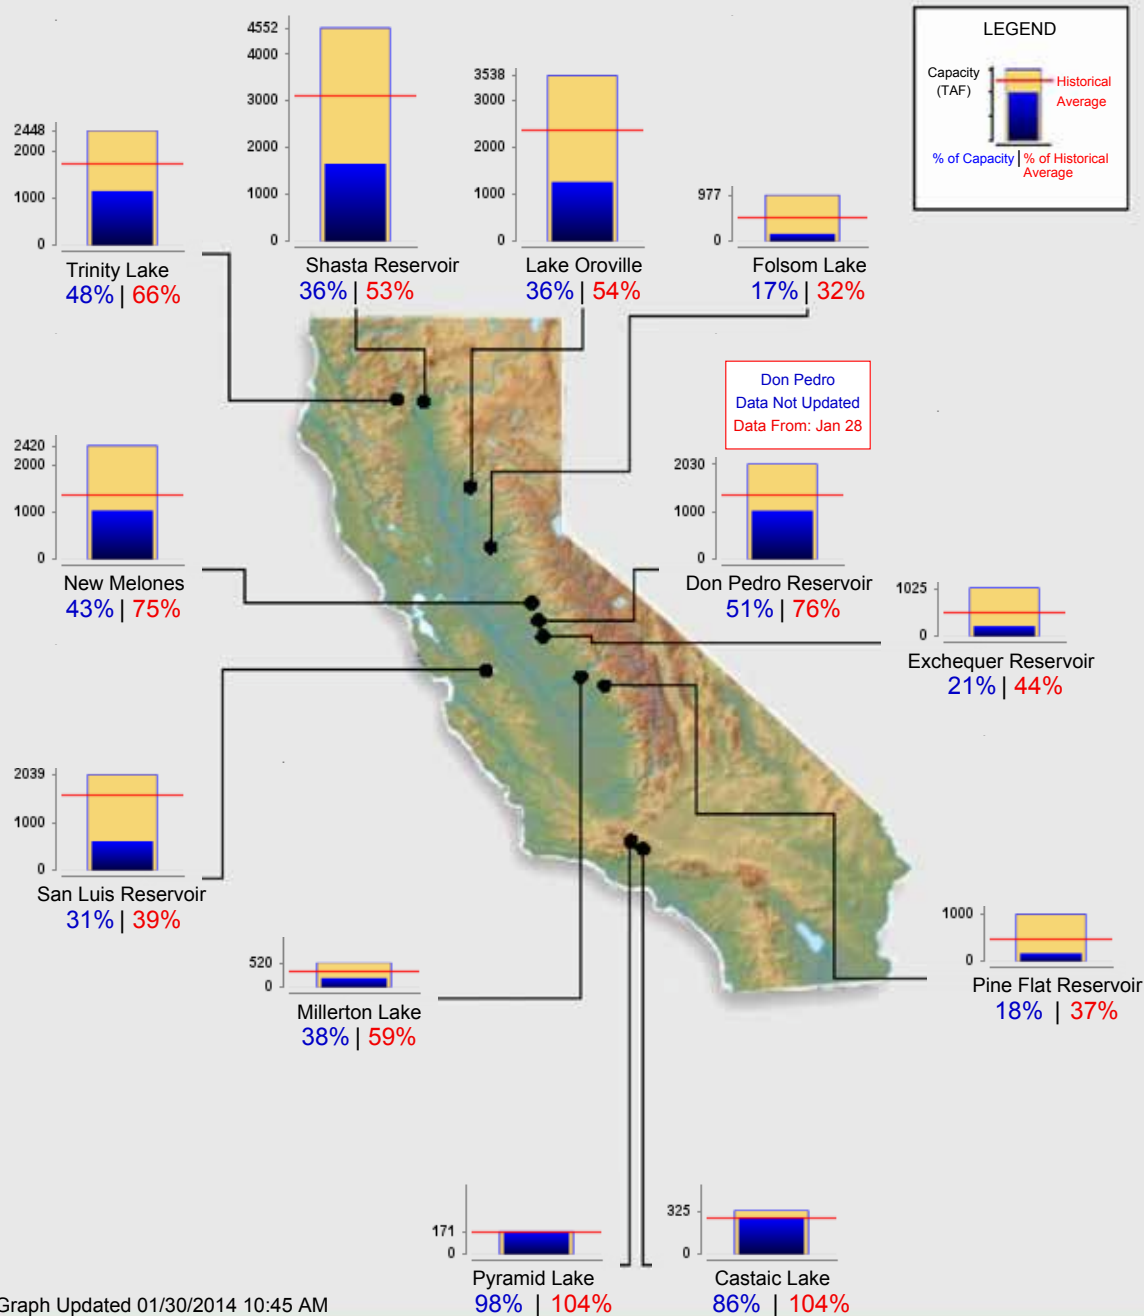 4552
4000
3000
2000
1000
0
Shasta Reservoir
36% | 53%
3538
3000
2000
1000
0
Lake Oroville
36% | 54%
LEGEND
Capacity
(TAF)
Historical
Average
% of Capacity | % of Historical
Average
2448
2000
1000
0
Trinity Lake
48% | 66%
977
0
Folsom Lake
17% | 32%
Don Pedro
Data Not Updated
Data From: Jan 28
2420
2000
1000
0
New Melones
43% | 75%
2030
1000
0
Don Pedro Reservoir
51% | 76%
1025
0
Exchequer Reservoir
21% | 44%
2039
1000
0
San Luis Reservoir
31% | 39%
520
0
Millerton Lake
38% | 59%
1000
0
Pine Flat Reservoir
18% | 37%
171
0
Pyramid Lake
98% | 104%
325
0
Castaic Lake
86% | 104%
Graph Updated 01/30/2014 10:45 AM